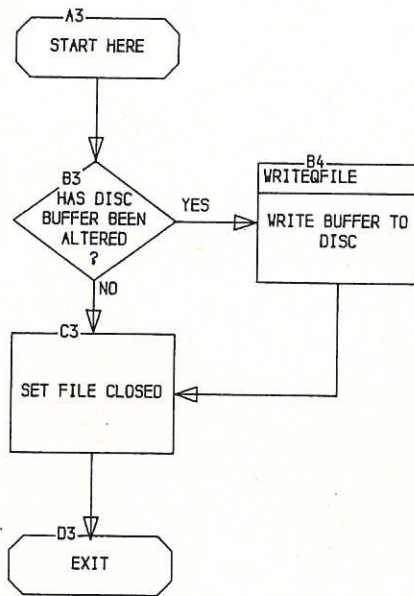 A3
START HERE
B3
HAS DISC
BUFFER BEEN
ALTERED
?
YES
NO
B4
WRITEQFILE
WRITE BUFFER TO
DISC
C3
SET FILE CLOSED
D3
EXIT